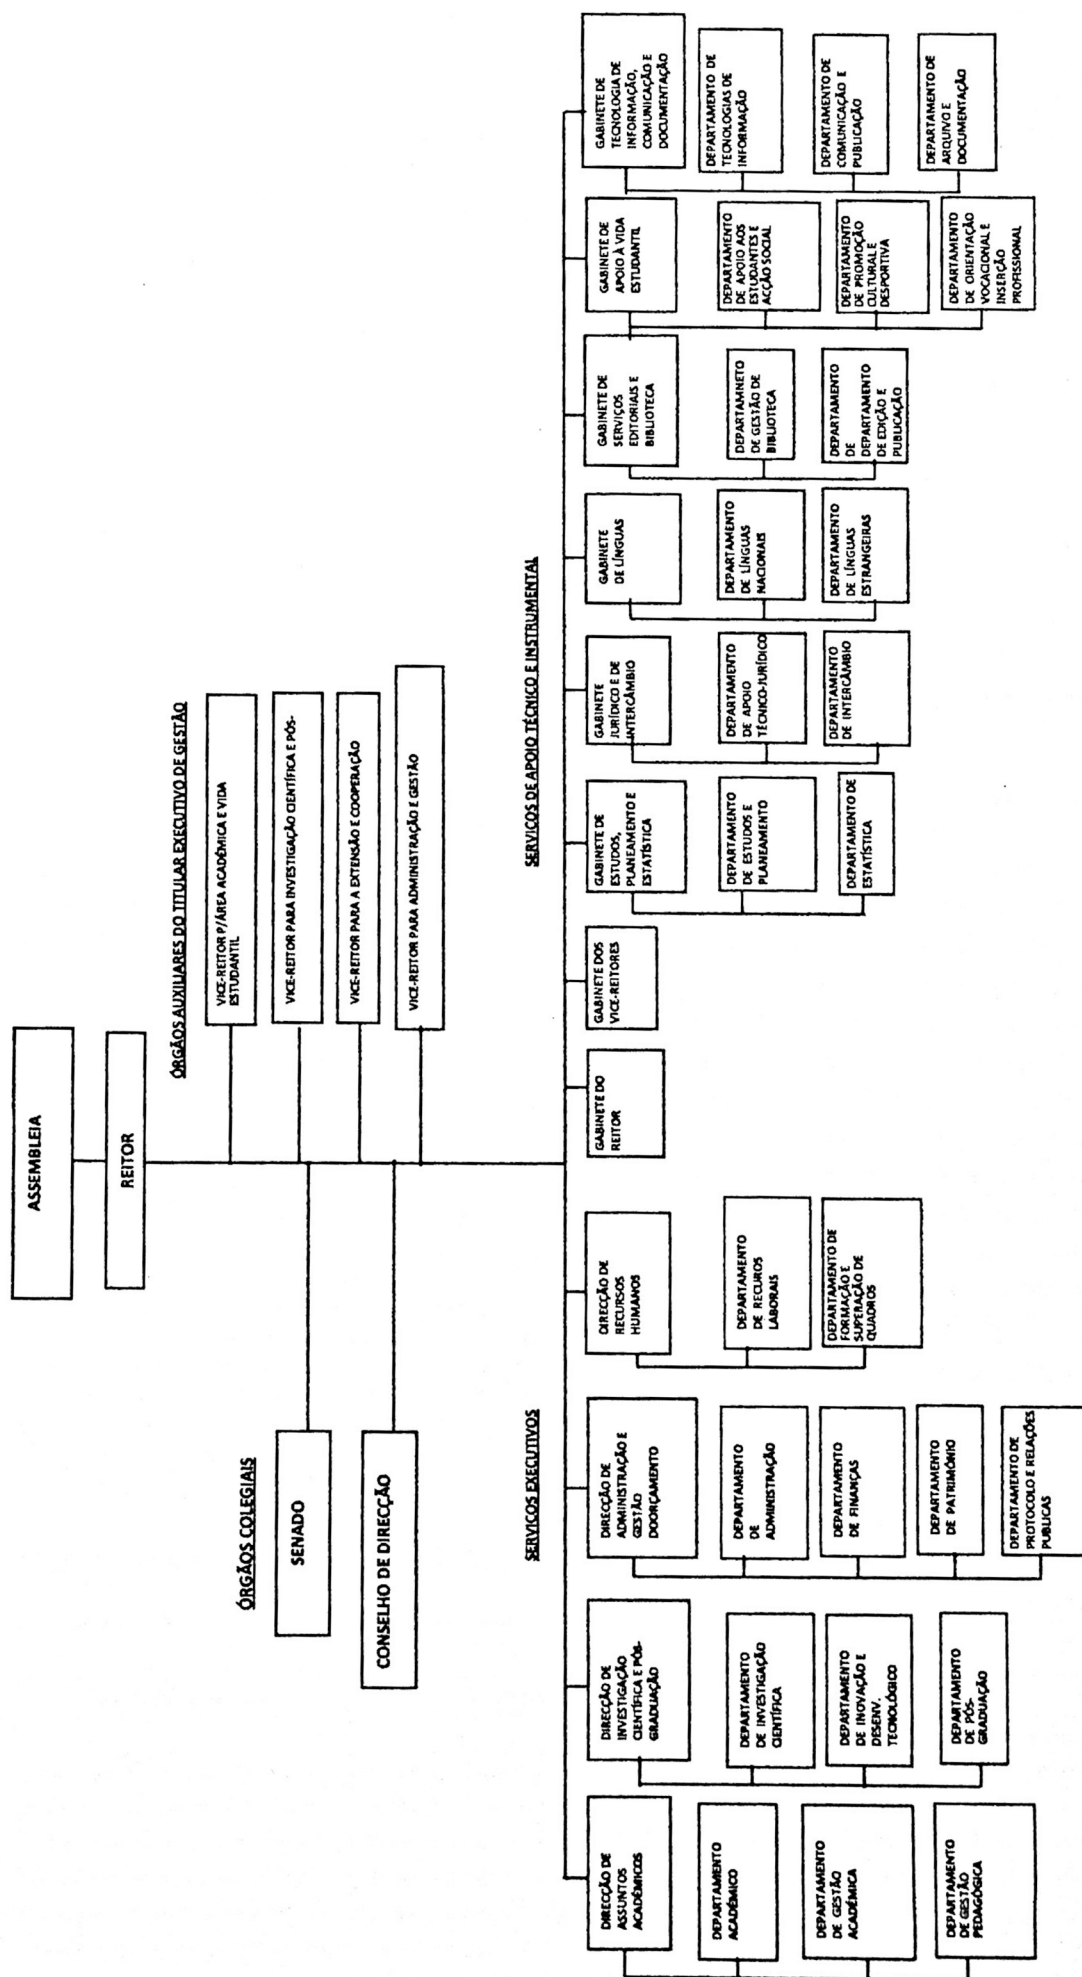 ASSEMBLEIA
REITOR
ÓRGÃOS AUXILIARES DO TITULAR EXECUTIVO DE GESTÃO
VICE-REITOR P/ÁREA ACADÉMICA E VIDA
ESTUDANTIL
VICE-REITOR PARA INVESTIGAÇÃO CIENTÍFICA E PÓS-
VICE-REITOR PARA A EXTENSÃO E COOPERAÇÃO
VICE-REITOR PARA ADMINISTRAÇÃO E GESTÃO
ÓRGÃOS COLEGIAIS
SENADO
CONSELHO DE DIRECÇÃO
SERVICOS EXECUTIVOS
DIRECÇÃO DE
ASSUNTOS
ACADÉMICOS
DEPARTAMENTO
ACADÉMICO
DEPARTAMENTO
DE GESTÃO
ACADÉMICA
DEPARTAMENTO
DE GESTÃO
PEDAGÓGICA
DIRECÇÃO DE
INVESTIGAÇÃO
CIENTÍFICA E PÓS-
GRADUAÇÃO
DEPARTAMENTO
DE INVESTIGAÇÃO
CIENTÍFICA
DEPARTAMENTO
DE INOVAÇÃO E
DESENV.
TECNOLÓGICO
DEPARTAMENTO
DE PÓS-
GRADUAÇÃO
DIRECÇÃO DE
ADMINISTRAÇÃO E
GESTÃO
DOORÇAMENTO
DEPARTAMENTO
DE
ADMINISTRAÇÃO
DEPARTAMENTO
DE FINANÇAS
DEPARTAMENTO
DE PATRIMÓNIO
DEPARTAMENTO DE
PROTOCOLO E RELAÇÕES
PUBLICAS
DIRECÇÃO DE
RECURSOS
HUMANOS
DEPARTAMENTO
DE RECUROS
LABORAIS
DEPARTAMENTO DE
FORMAÇÃO E
SUPERAÇÃO DE
QUADROS
SERVICOS DE APOIO TÉCNICO E INSTRUMENTAL
GABINETE DO
REITOR
GABINETE DOS
VICE-REITORES
GABINETE DE
ESTUDOS,
PLANEAMENTO E
ESTATÍSTICA
DEPARTAMENTO
DE ESTUDOS E
PLANEAMENTO
DEPARTAMENTO DE
ESTATÍSTICA
GABINETE
JURÍDICO E DE
INTERCÂMBIO
DEPARTAMENTO
DE APOIO
TÉCNICO-JURÍDICO
DEPARTAMENTO
DE INTERCÂMBIO
GABINETE
DE LÍNGUAS
DEPARTAMENTO
DE LÍNGUAS
NACIONAIS
DEPARTAMENTO
DE LÍNGUAS
ESTRANGEIRAS
GABINETE DE
SERVIÇOS
EDITORIAIS E
BIBLIOTECA
DEPARTAMNETO
DE GESTÃO DE
BIBLIOTECA
DEPARTAMENTO
DE
DEPARTAMENTO
DE EDIÇÃO E
PUBLICAÇÃO
GABINETE DE
APOIO À VIDA
ESTUDANTIL
DEPARTAMENTO
DE APOIO AOS
ESTUDANTES E
ACÇÃO SOCIAL
DEPARTAMENTO
DE PROMOÇÃO
CULTURAL E
DESPORTIVA
DEPARTAMENTO
DE ORIENTAÇÃO
VOCACIONAL E
INSERÇÃO
PROFISSIONAL
GABINETE DE
TECNOLOGIA DE
INFORMAÇÃO,
COMUNICAÇÃO E
DOCUMENTAÇÃO
DEPARTAMENTO DE
TECNOLOGIAS DE
INFORMAÇÃO
DEPARTAMENTO DE
COMUNICAÇÃO E
PUBLICAÇÃO
DEPARTAMENTO DE
ARQUIVO E
DOCUMENTAÇÃO